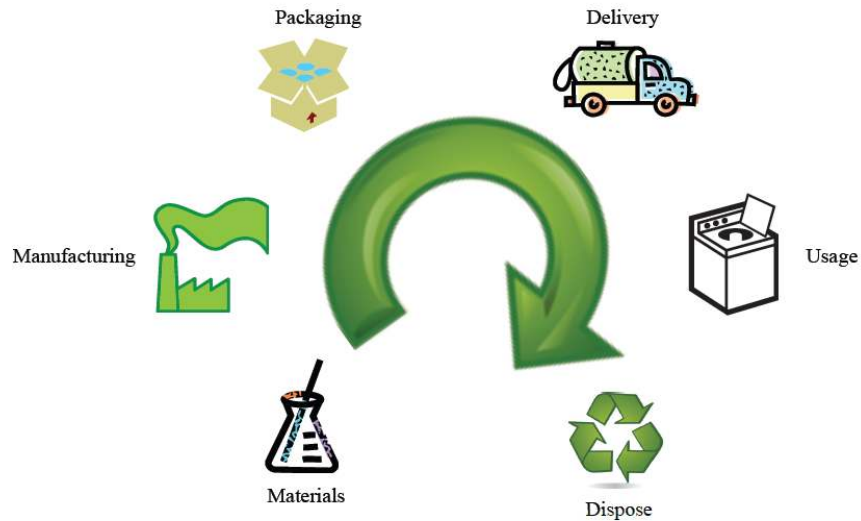 Packaging
Delivery
Manufacturing
Usage
Materials
Dispose